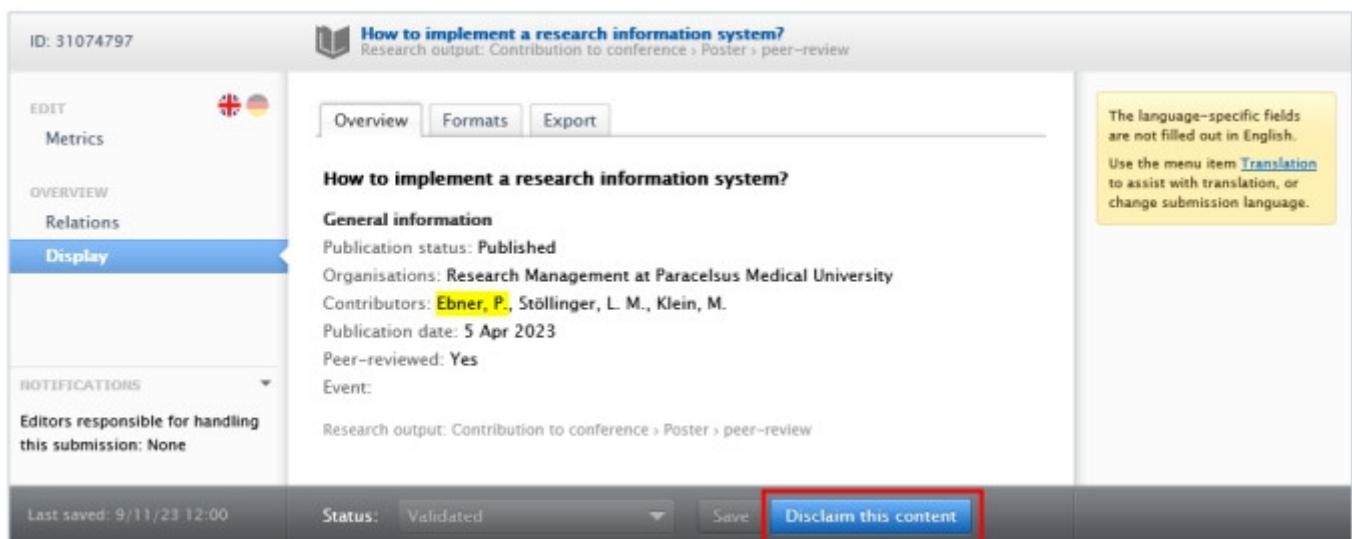 ID: 31074797
How to implement a research information system?
Research output: Contribution to conference › Poster › peer-review
EDIT
Metrics
OVERVIEW
Relations
Display
NOTIFICATIONS
Editors responsible for handling
this submission: None
Overview
Formats
Export
How to implement a research information system?
General information
Publication status: Published
Organisations: Research Management at Paracelsus Medical University
Contributors: Ebner, P., Stöllinger, L. M., Klein, M.
Publication date: 5 Apr 2023
Peer-reviewed: Yes
Event:
Research output: Contribution to conference › Poster › peer-review
The language-specific fields
are not filled out in English.
Use the menu item Translation
to assist with translation, or
change submission language.
Last saved: 9/11/23 12:00
Status:
Validated
Save
Disclaim this content